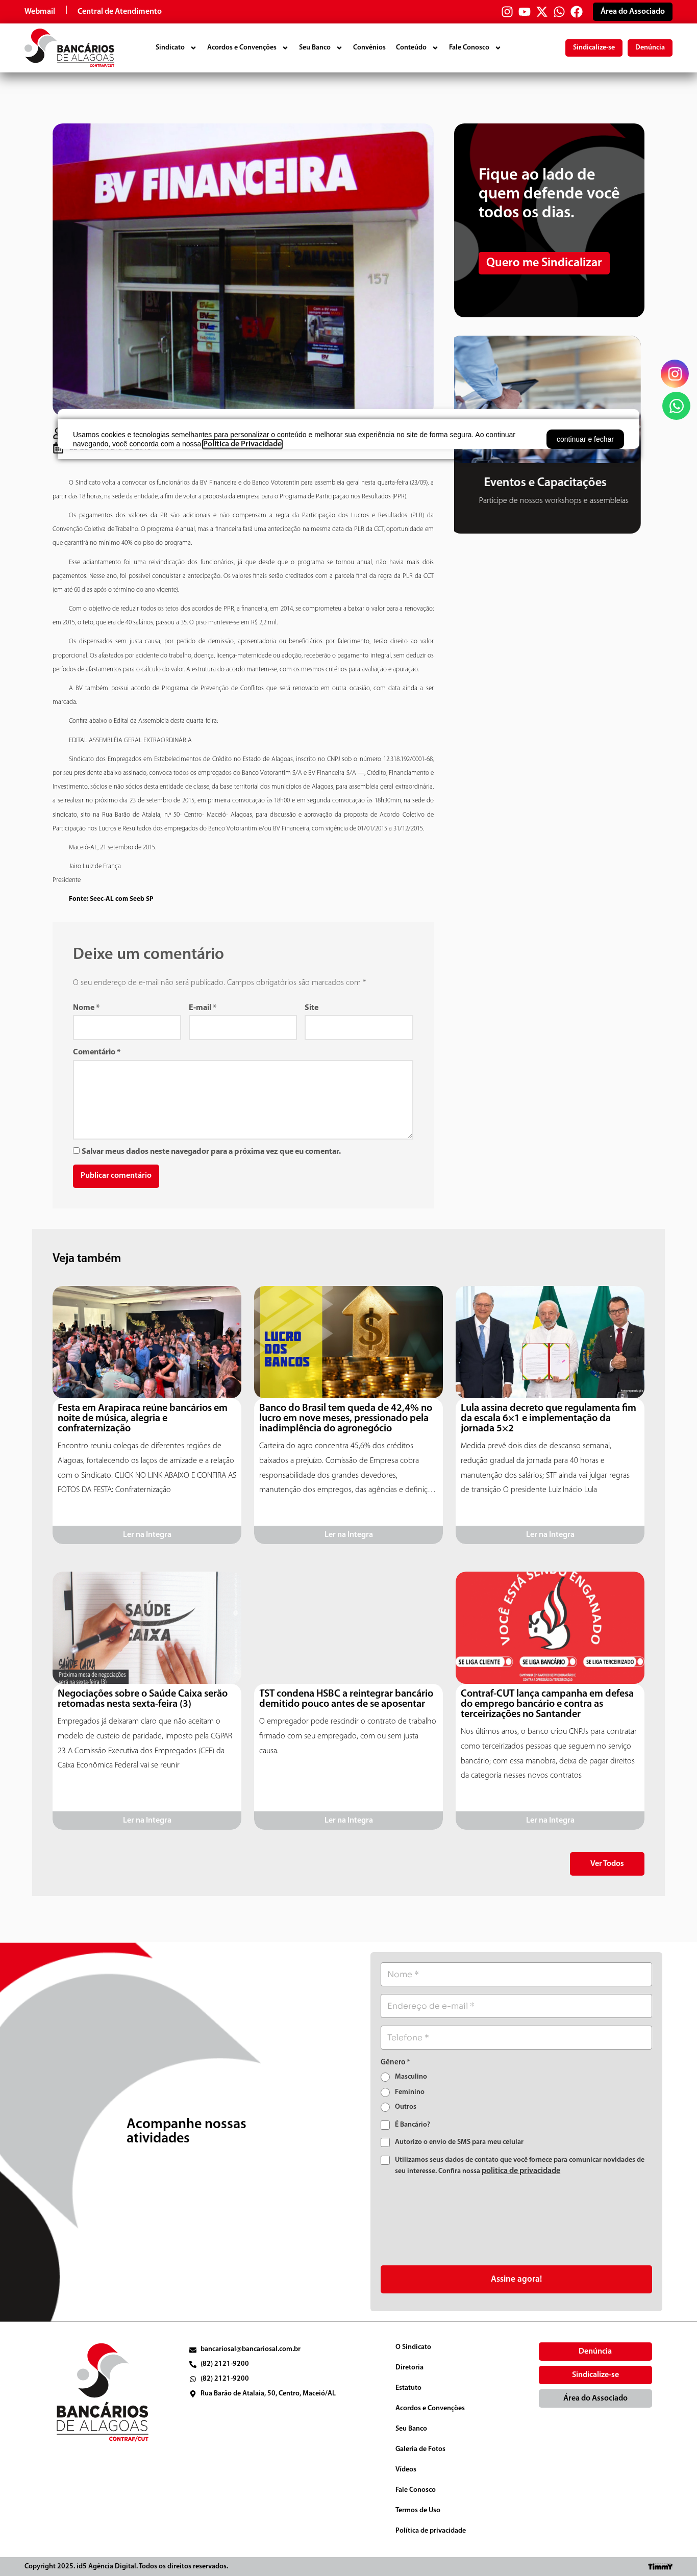 Webmail
Central de Atendimento
Área do Associado
BANCÁRIOS
DE ALAGOAS
CONTRAF/CUT
Sindicato
Acordos e Convenções
Seu Banco
Convênios
Conteúdo
Fale Conosco
Sindicalize-se
Denúncia
BV FINANCEIRA
157
BV
Fique ao lado de
quem defende você
todos os dias.
Quero me Sindicalizar
Eventos e Capacitações
Participe de nossos workshops e assembleias
Usamos cookies e tecnologias semelhantes para personalizar o conteúdo e melhorar sua experiência no site de forma segura. Ao continuar
navegando, você concorda com a nossa Política de Privacidade
continue e fechar
O Sindicato volta a convocar os funcionários da BV Financeira e do Banco Votorantim para assembleia geral nesta quarta-feira (23/09), a
partir das 18 horas, na sede da entidade, a fim de votar a proposta da empresa para o Programa de Participação nos Resultados (PPR).
Os pagamentos dos valores da PR são adicionais e não compensam a regra da Participação dos Lucros e Resultados (PLR) da
Convenção Coletiva de Trabalho. O programa é anual, mas a financeira fará uma antecipação na mesma data da PLR da CCT, oportunidade em
que garantirá no mínimo 40% do piso do programa.
Esse adiantamento foi uma reivindicação dos funcionários, já que desde que o programa se tornou anual, não havia mais dois
pagamentos. Nesse ano, foi possível conquistar a antecipação. Os valores finais serão creditados com a parcela final da regra da PLR da CCT
(em até 60 dias após o término do ano vigente).
Com o objetivo de reduzir todos os tetos dos acordos de PPR, a financeira, em 2014, se comprometeu a baixar o valor para a renovação:
em 2015, o teto, que era de 40 salários, passou a 35. O piso manteve-se em R$ 2,2 mil.
Os dispensados sem justa causa, por pedido de demissão, aposentadoria ou beneficiários por falecimento, terão direito ao valor
proporcional. Os afastados por acidente do trabalho, doença, licença-maternidade ou adoção, receberão o pagamento integral, sem deduzir os
períodos de afastamentos para o cálculo do valor. A estrutura do acordo mantem-se, com os mesmos critérios para avaliação e apuração.
A BV também possui acordo de Programa de Prevenção de Conflitos que será renovado em outra ocasião, com data ainda a ser
marcada.
Confira abaixo o Edital da Assembleia desta quarta-feira:
EDITAL ASSEMBLÉIA GERAL EXTRAORDINÁRIA
Sindicato dos Empregados em Estabelecimentos de Crédito no Estado de Alagoas, inscrito no CNPJ sob o número 12.318.192/0001-68,
por seu presidente abaixo assinado, convoca todos os empregados do Banco Votorantim S/A e BV Financeira S/A —; Crédito, Financiamento e
Investimento, sócios e não sócios desta entidade de classe, da base territorial dos municípios de Alagoas, para assembleia geral extraordinária,
a se realizar no próximo dia 23 de setembro de 2015, em primeira convocação às 18h00 e em segunda convocação às 18h30min, na sede do
sindicato, sito na Rua Barão de Atalaia, n.º 50- Centro- Maceió- Alagoas, para discussão e aprovação da proposta de Acordo Coletivo de
Participação nos Lucros e Resultados dos empregados do Banco Votorantim e/ou BV Financeira, com vigência de 01/01/2015 a 31/12/2015.
Maceió-AL, 21 setembro de 2015.
Jairo Luiz de França
Presidente
Fonte: Seec-AL com Seeb SP
Deixe um comentário
O seu endereço de e-mail não será publicado. Campos obrigatórios são marcados com *
Nome *
E-mail *
Site
Comentário *
Salvar meus dados neste navegador para a próxima vez que eu comentar.
Publicar comentário
Veja também
LUCRO
DOS
BANCOS
Festa em Arapiraca reúne bancários em
noite de música, alegria e
confraternização
Encontro reuniu colegas de diferentes regiões de
Alagoas, fortalecendo os laços de amizade e a relação
com o Sindicato. CLICK NO LINK ABAIXO E CONFIRA AS
FOTOS DA FESTA: Confraternização
Ler na Integra
Banco do Brasil tem queda de 42,4% no
lucro em nove meses, pressionado pela
inadimplência do agronegócio
Carteira do agro concentra 45,6% dos créditos
baixados a prejuízo. Comissão de Empresa cobra
responsabilidade dos grandes devedores,
manutenção dos empregos, das agências e definiç…
Ler na Integra
Lula assina decreto que regulamenta fim
da escala 6×1 e implementação da
jornada 5×2
Medida prevê dois dias de descanso semanal,
redução gradual da jornada para 40 horas e
manutenção dos salários; STF ainda vai julgar regras
de transição O presidente Luiz Inácio Lula
Ler na Integra
SAÚDE
CAIXA
SAÚDE CAIXA
Próxima mesa de negociações
será na sexta-feira (3)
Negociações sobre o Saúde Caixa serão
retomadas nesta sexta-feira (3)
Empregados já deixaram claro que não aceitam o
modelo de custeio de paridade, imposto pela CGPAR
23 A Comissão Executiva dos Empregados (CEE) da
Caixa Econômica Federal vai se reunir
Ler na Integra
TST condena HSBC a reintegrar bancário
demitido pouco antes de se aposentar
O empregador pode rescindir o contrato de trabalho
firmado com seu empregado, com ou sem justa
causa.
Ler na Integra
VOCÊ ESTÁ SENDO ENGANADO
SE LIGA CLIENTE
SE LIGA BANCÁRIO
SE LIGA TERCEIRIZADO
Contraf-CUT lança campanha em defesa
do emprego bancário e contra as
terceirizações no Santander
Nos últimos anos, o banco criou CNPJs para contratar
como terceirizados pessoas que seguem no serviço
bancário; com essa manobra, deixa de pagar direitos
da categoria nesses novos contratos
Ler na Integra
Ver Todos
Acompanhe nossas
atividades
Nome *
Endereço de e-mail *
Telefone *
Gênero *
Masculino
Feminino
Outros
É Bancário?
Autorizo o envio de SMS para meu celular
Utilizamos seus dados de contato que você fornece para comunicar novidades de
seu interesse. Confira nossa politica de privacidade
Assine agora!
BANCÁRIOS
DE ALAGOAS
CONTRAF/CUT
bancariosal@bancariosal.com.br
(82) 2121-9200
(82) 2121-9200
Rua Barão de Atalaia, 50, Centro, Maceió/AL
O Sindicato
Diretoria
Estatuto
Acordos e Convenções
Seu Banco
Galeria de Fotos
Vídeos
Fale Conosco
Termos de Uso
Política de privacidade
Denúncia
Sindicalize-se
Área do Associado
Copyright 2025. id5 Agência Digital. Todos os direitos reservados.
TimmY